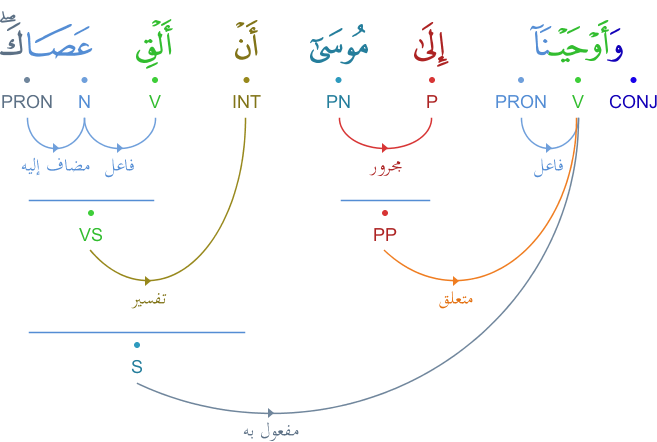 وَأَوْحَيْنَآ إِلَىٰ مُوسَىٰٓ أَنْ أَلْقِ عَصَاكَ ۖ
CONJ V PRON P PN INT V N PRON
فاعل مجرور فاعل مضاف إليه
VS PP
متعلق تفسير
S
مفعول به